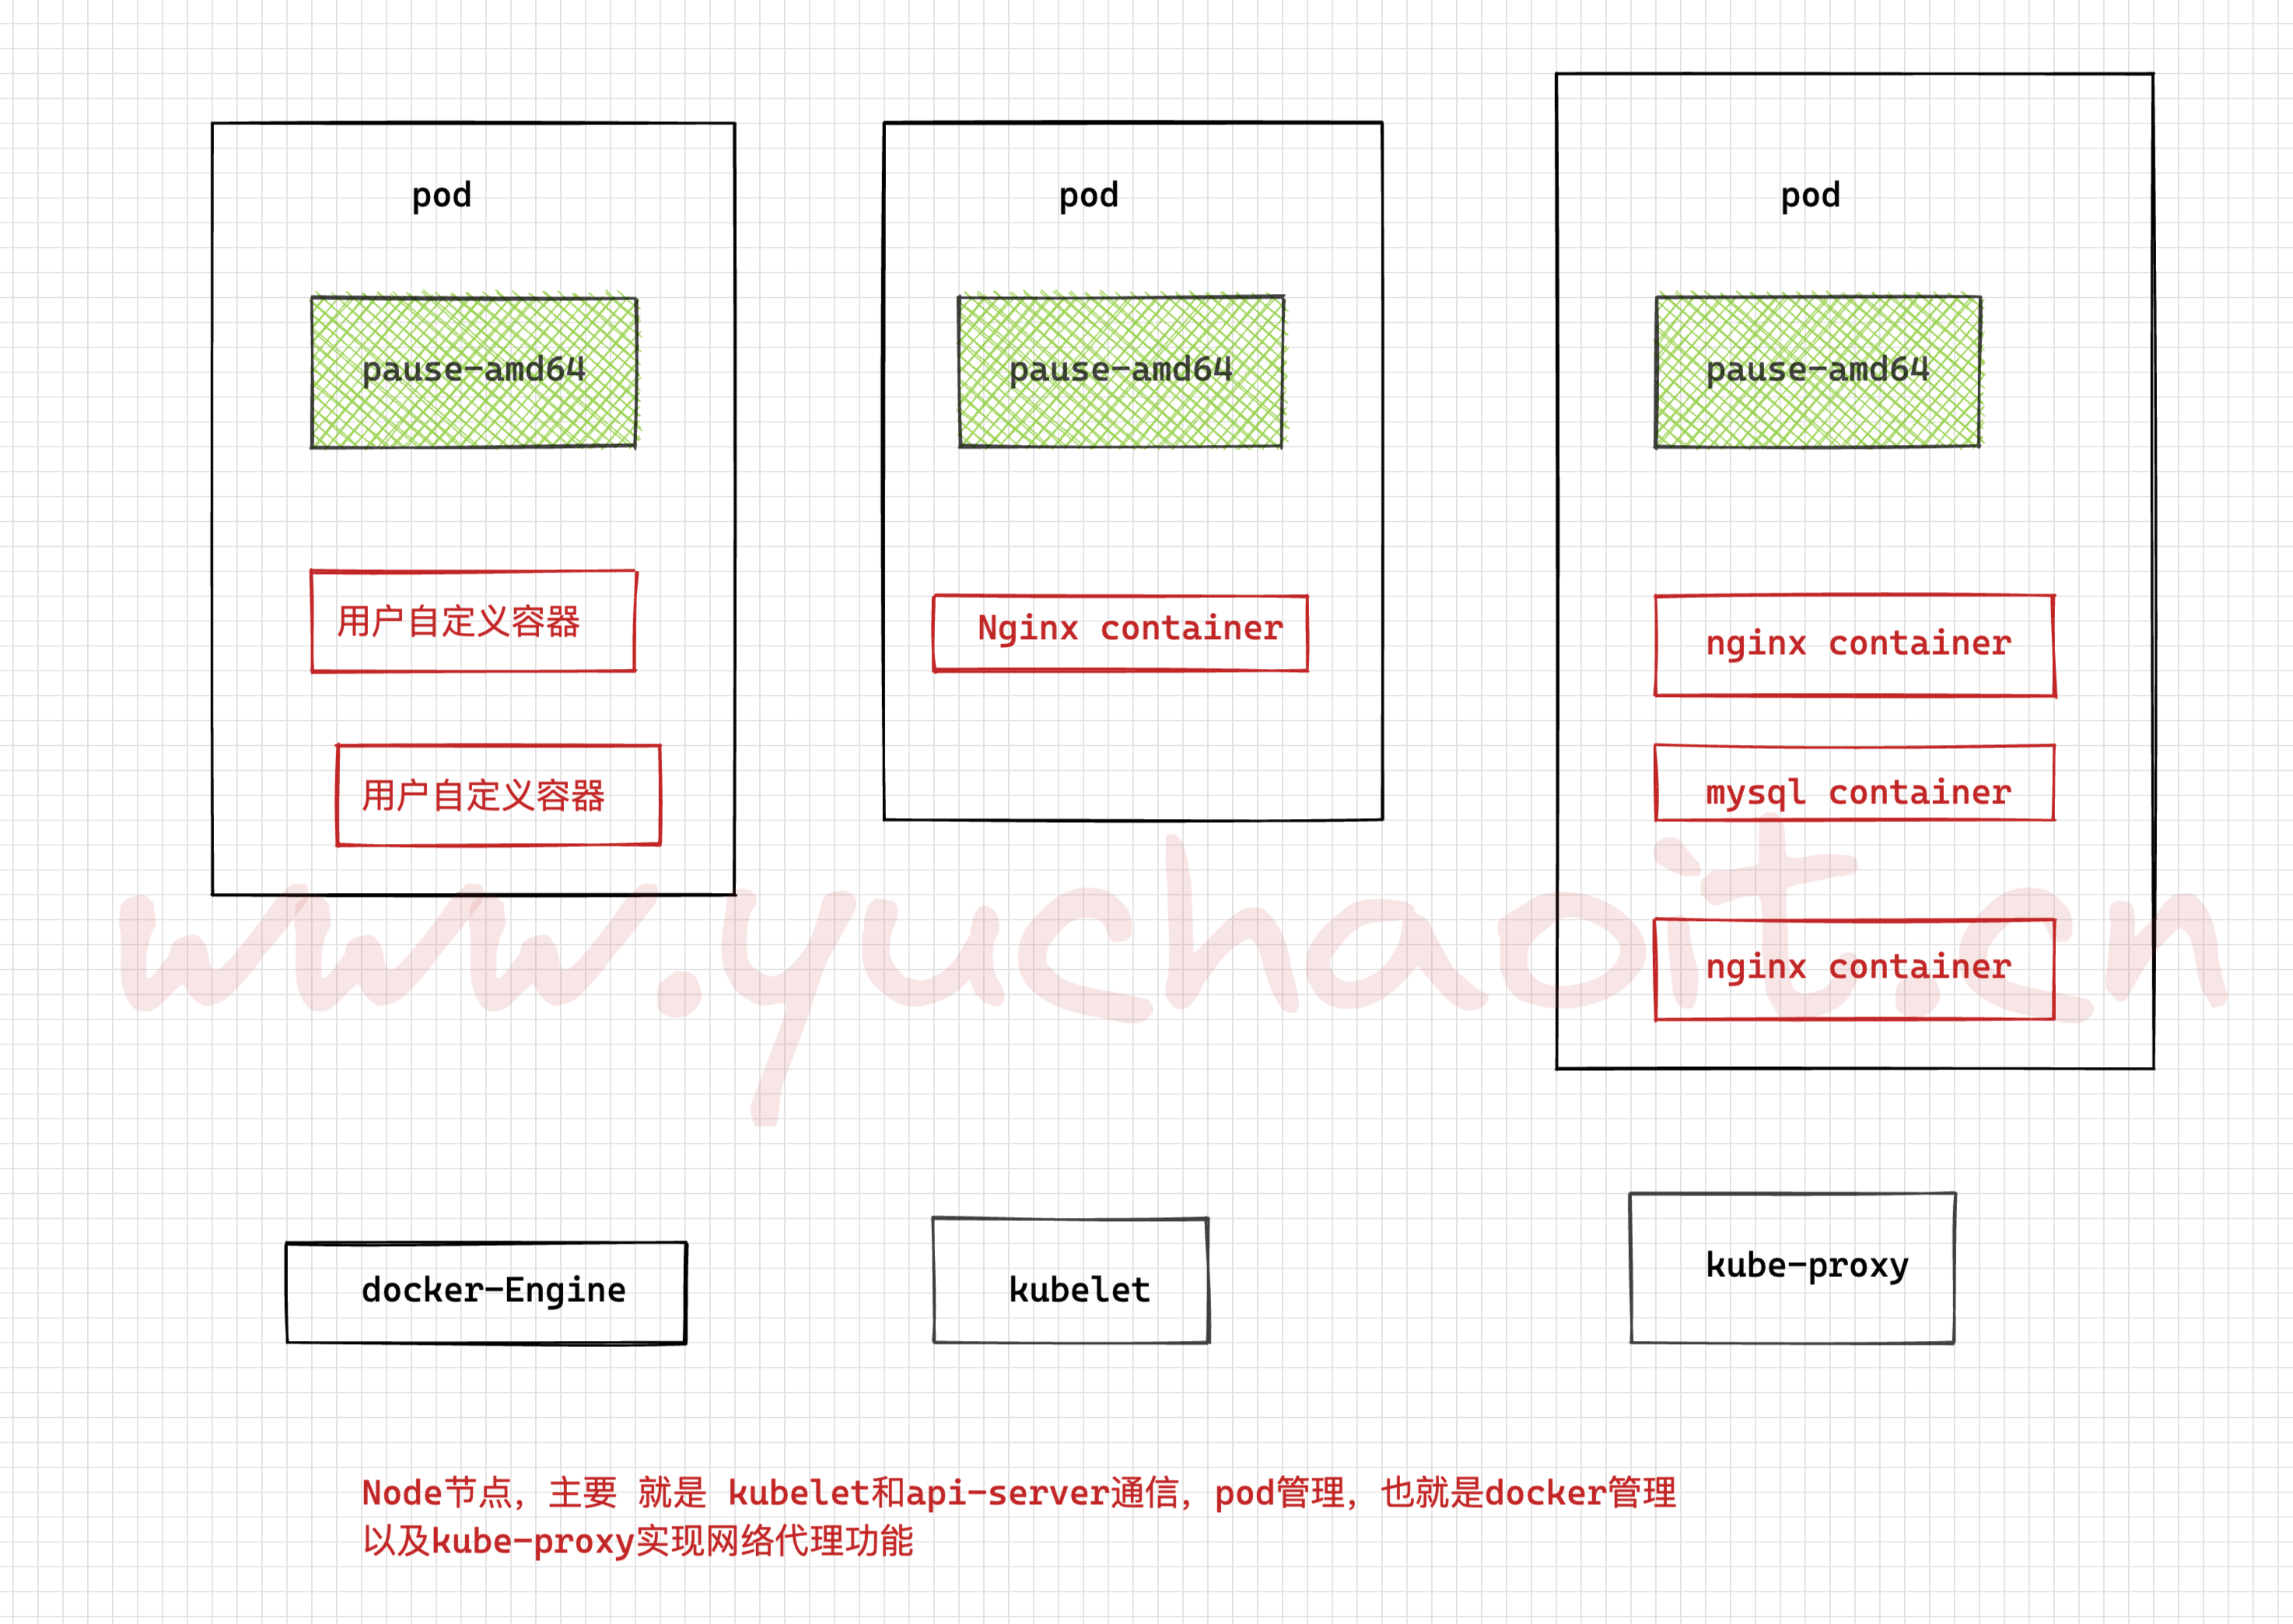 pod
pause-amd64
用户自定义容器
用户自定义容器
pod
pause-amd64
Nginx container
pod
pause-amd64
nginx container
mysql container
nginx container
www.yuchaoit.cn
docker-Engine
kubelet
kube-proxy
Node节点，主要 就是 kubelet和api-server通信，pod管理，也就是docker管理
以及kube-proxy实现网络代理功能